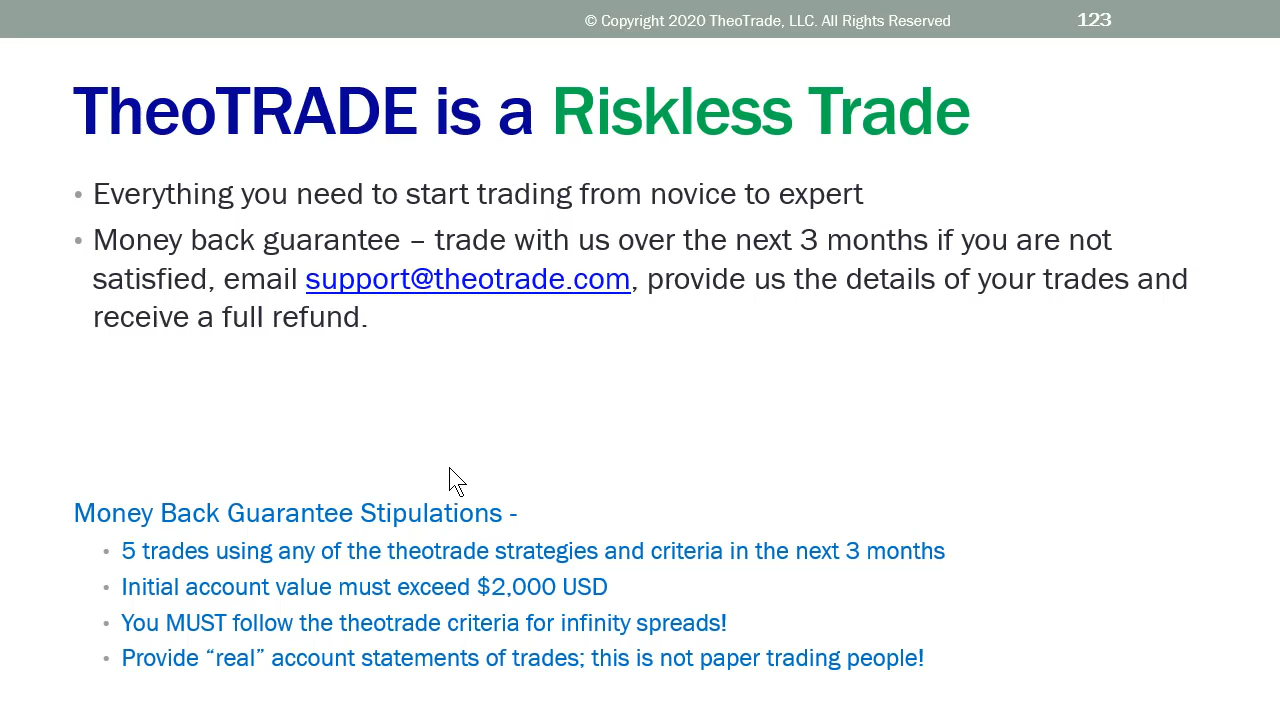 © Copyright 2020 TheoTrade, LLC. All Rights Reserved 123
TheoTRADE is a Riskless Trade
• Everything you need to start trading from novice to expert
• Money back guarantee – trade with us over the next 3 months if you are not
satisfied, email support@theotrade.com, provide us the details of your trades and
receive a full refund.
Money Back Guarantee Stipulations -
• 5 trades using any of the theotrade strategies and criteria in the next 3 months
• Initial account value must exceed $2,000 USD
• You MUST follow the theotrade criteria for infinity spreads!
• Provide “real” account statements of trades; this is not paper trading people!